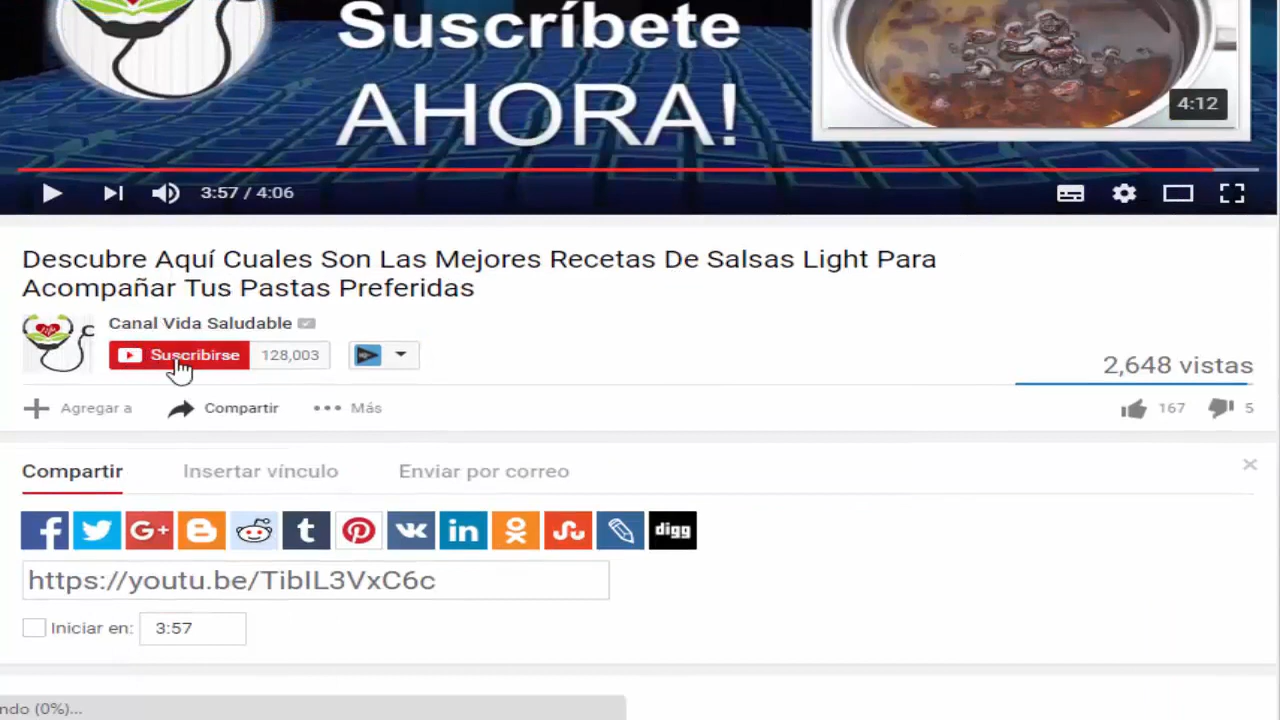 Suscríbete
AHORA!
4:12
3:57 / 4:06
Descubre Aquí Cuales Son Las Mejores Recetas De Salsas Light Para
Acompañar Tus Pastas Preferidas
Canal Vida Saludable
Suscribirse 128,003
2,648 vistas
Agregar a Compartir Más 167 5
Compartir Insertar vínculo Enviar por correo
G+ t in digg
https://youtu.be/TibIL3VxC6c
Iniciar en: 3:57
ndo (0%)...